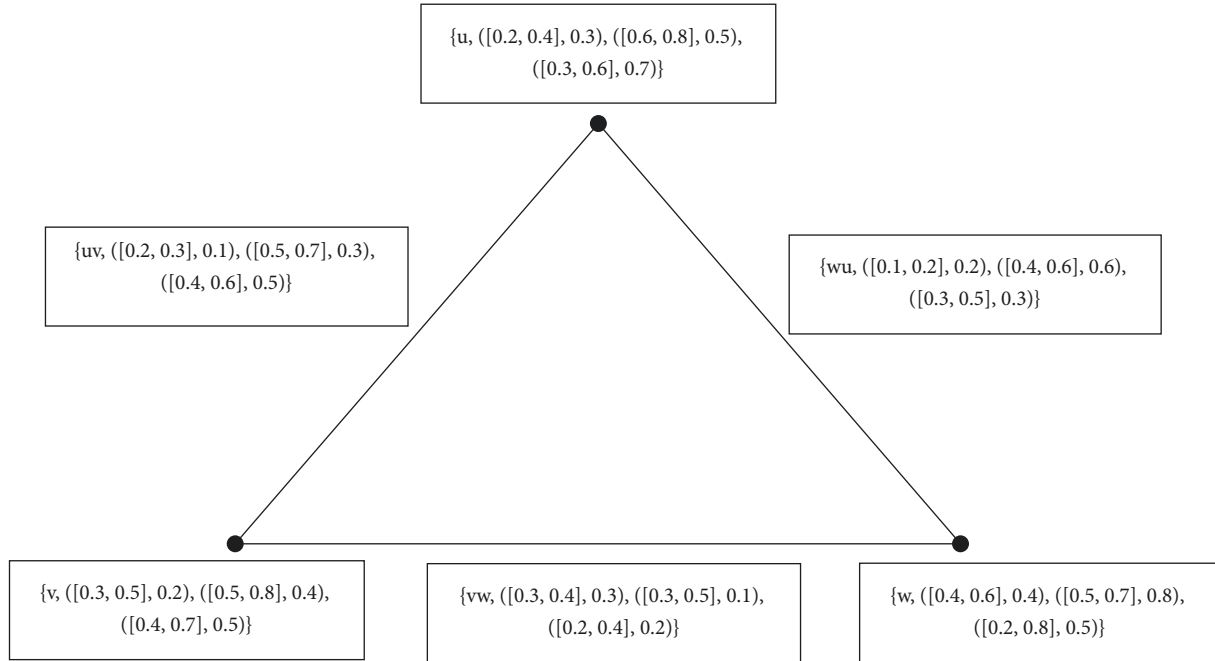 {u, ([0.2, 0.4], 0.3), ([0.6, 0.8], 0.5),
([0.3, 0.6], 0.7)}
{uv, ([0.2, 0.3], 0.1), ([0.5, 0.7], 0.3),
([0.4, 0.6], 0.5)}
{wu, ([0.1, 0.2], 0.2), ([0.4, 0.6], 0.6),
([0.3, 0.5], 0.3)}
{v, ([0.3, 0.5], 0.2), ([0.5, 0.8], 0.4),
([0.4, 0.7], 0.5)}
{vw, ([0.3, 0.4], 0.3), ([0.3, 0.5], 0.1),
([0.2, 0.4], 0.2)}
{w, ([0.4, 0.6], 0.4), ([0.5, 0.7], 0.8),
([0.2, 0.8], 0.5)}